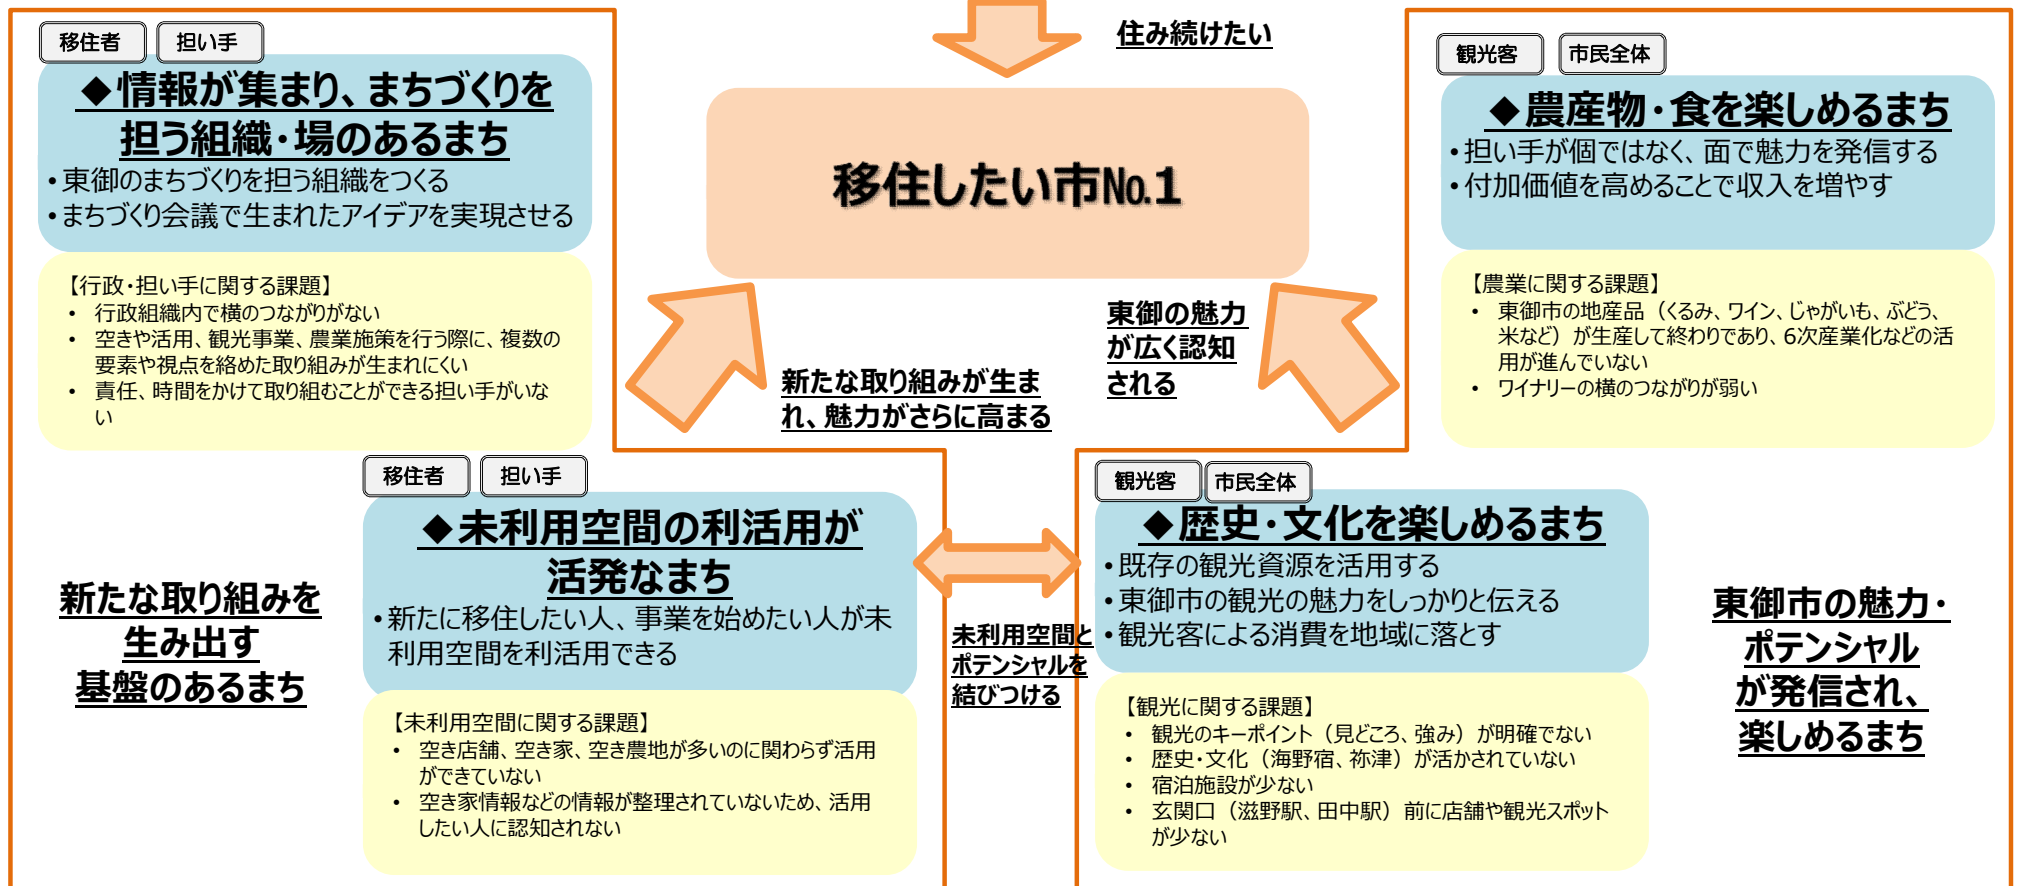 移住者
担い手
◆情報が集まり、まちづくりを
担う組織・場のあるまち
•東御のまちづくりを担う組織をつくる
•まちづくり会議で生まれたアイデアを実現させる
【行政・担い手に関する課題】
• 行政組織内で横のつながりがない
• 空きや活用、観光事業、農業施策を行う際に、複数の
要素や視点を絡めた取り組みが生まれにくい
• 責任、時間をかけて取り組むことができる担い手がいな
い
住み続けたい
移住したい市№1
新たな取り組みが生ま
れ、魅力がさらに高まる
東御の魅力
が広く認知
される
観光客
市民全体
◆農産物・食を楽しめるまち
•担い手が個ではなく、面で魅力を発信する
•付加価値を高めることで収入を増やす
【農業に関する課題】
• 東御市の地産品（くるみ、ワイン、じゃがいも、ぶどう、
米など）が生産して終わりであり、6次産業化などの活
用が進んでいない
• ワイナリーの横のつながりが弱い
新たな取り組みを
生み出す
基盤のあるまち
移住者
担い手
◆未利用空間の利活用が
活発なまち
•新たに移住したい人、事業を始めたい人が未
利用空間を利活用できる
【未利用空間に関する課題】
• 空き店舗、空き家、空き農地が多いのに関わらず活用
ができていない
• 空き家情報などの情報が整理されていないため、活用
したい人に認知されない
未利用空間と
ポテンシャルを
結びつける
観光客
市民全体
◆歴史・文化を楽しめるまち
•既存の観光資源を活用する
•東御市の観光の魅力をしっかりと伝える
•観光客による消費を地域に落とす
【観光に関する課題】
• 観光のキーポイント（見どころ、強み）が明確でない
• 歴史・文化（海野宿、祢津）が活かされていない
• 宿泊施設が少ない
• 玄関口（滋野駅、田中駅）前に店舗や観光スポット
が少ない
東御市の魅力・
ポテンシャル
が発信され、
楽しめるまち